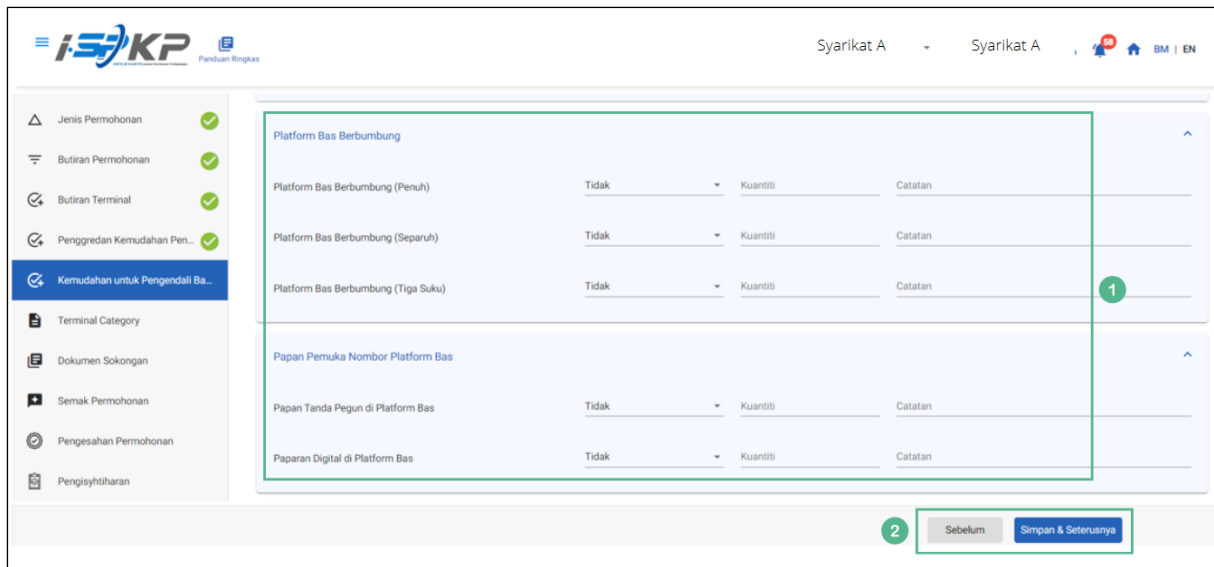 i-SPKP
Panduan Ringkas
Syarikat A
Syarikat A
,
58
BM | EN
Jenis Permohonan
Butiran Permohonan
Butiran Terminal
Penggredan Kemudahan Pen...
Kemudahan untuk Pengendali Ba...
Terminal Category
Dokumen Sokongan
Semak Permohonan
Pengesahan Permohonan
Pengisyhtiharan
Platform Bas Berbumbung
Platform Bas Berbumbung (Penuh) Tidak Kuantiti Catatan
Platform Bas Berbumbung (Separuh) Tidak Kuantiti Catatan
Platform Bas Berbumbung (Tiga Suku) Tidak Kuantiti Catatan
1
Papan Pemuka Nombor Platform Bas
Papan Tanda Pegun di Platform Bas Tidak Kuantiti Catatan
Paparan Digital di Platform Bas Tidak Kuantiti Catatan
2
Sebelum
Simpan & Seterusnya